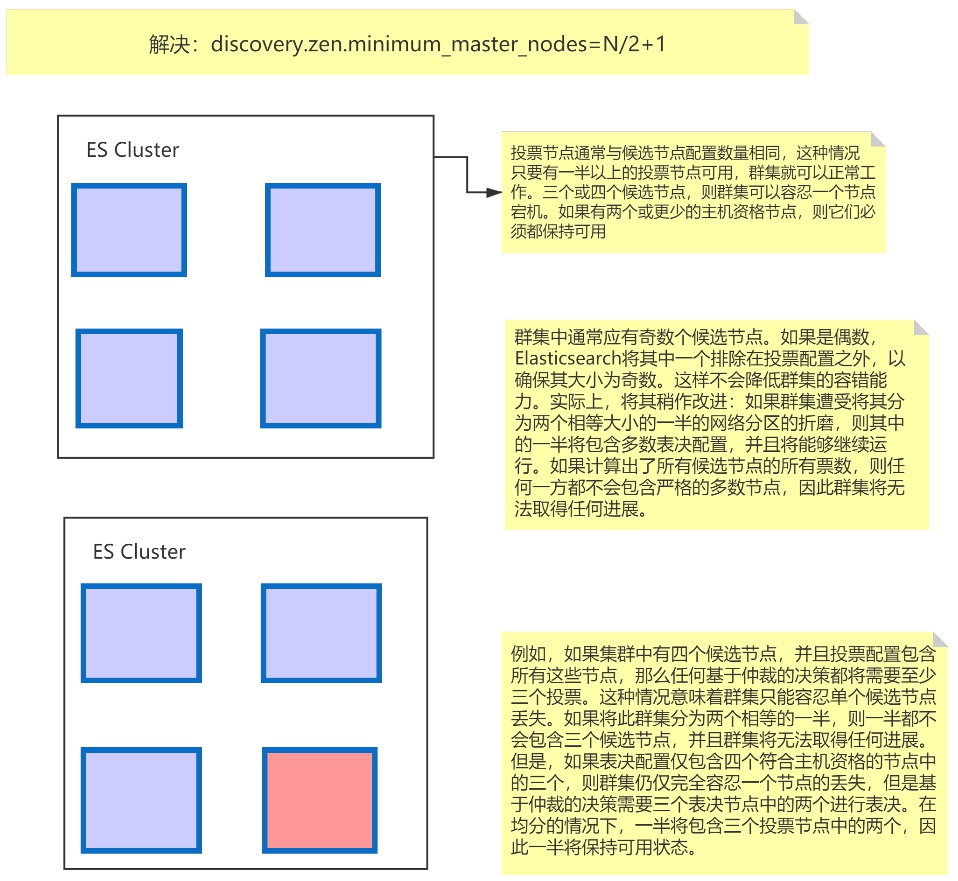 解决：discovery.zen.minimum_master_nodes=N/2+1
ES Cluster
投票节点通常与候选节点配置数量相同，这种情况
只要有一半以上的投票节点可用，群集就可以正常工
作。三个或四个候选节点，则群集可以容忍一个节点
宕机。如果有两个或更少的主机资格节点，则它们必
须都保持可用
群集中通常应有奇数个候选节点。如果是偶数，
Elasticsearch将其中一个排除在投票配置之外，以
确保其大小为奇数。这样不会降低群集的容错能
力。实际上，将其稍作改进：如果群集遭受将其分
为两个相等大小的一半的网络分区的折磨，则其中
的一半将包含多数表决配置，并且将能够继续运
行。如果计算出了所有候选节点的所有票数，则任
何一方都不会包含严格的多数节点，因此群集将无
法取得任何进展。
ES Cluster
例如，如果集群中有四个候选节点，并且投票配置包含
所有这些节点，那么任何基于仲裁的决策都将需要至少
三个投票。这种情况意味着群集只能容忍单个候选节点
丢失。如果将此群集分为两个相等的一半，则一半都不
会包含三个候选节点，并且群集将无法取得任何进展。
但是，如果表决配置仅包含四个符合主机资格的节点中
的三个，则群集仍仅完全容忍一个节点的丢失，但是基
于仲裁的决策需要三个表决节点中的两个进行表决。在
均分的情况下，一半将包含三个投票节点中的两个，因
此一半将保持可用状态。